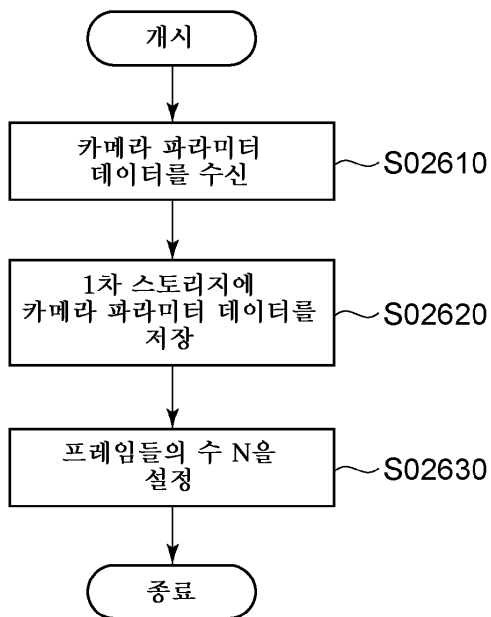 개시
카메라 파라미터
데이터를 수신
S02610
1차 스토리지에
카메라 파라미터 데이터를
저장
S02620
프레임들의 수 N을
설정
S02630
종료